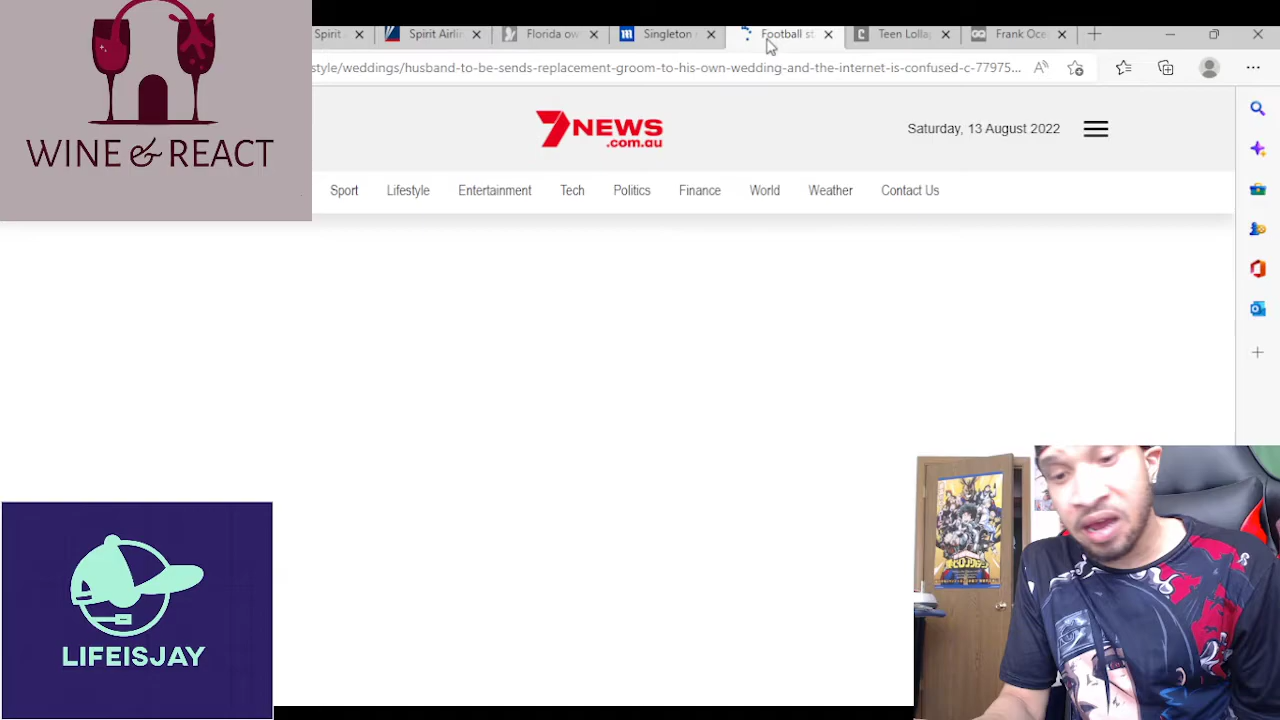 Spirit
Spirit Airlin
Florida ow
Singleton
Football st
Teen Lolla
Frank Oce
style/weddings/husband-to-be-sends-replacement-groom-to-his-own-wedding-and-the-internet-is-confused-c-77975...
WINE & REACT
7NEWS
.com.au
Saturday, 13 August 2022
Sport Lifestyle Entertainment Tech Politics Finance World Weather Contact Us
LIFEISJAY